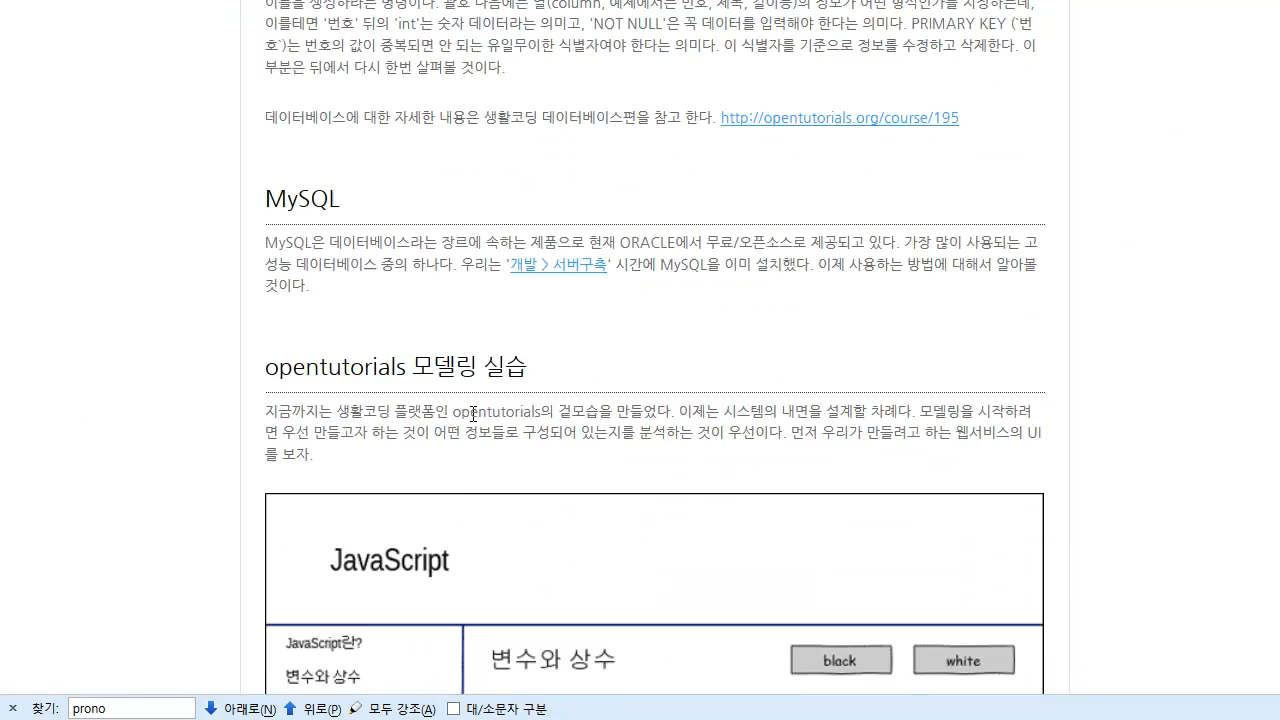 이블을 생성하라는 명령이다. 괄호 다음에는 열(column, 예제에서는 번호, 제목, 길이등)의 정보가 어떤 형식인가를 지정하는데,
이를테면 '번호' 뒤의 'int'는 숫자 데이터라는 의미고, 'NOT NULL'은 꼭 데이터를 입력해야 한다는 의미다. PRIMARY KEY (`번
호`)는 번호의 값이 중복되면 안 되는 유일무이한 식별자여야 한다는 의미다. 이 식별자를 기준으로 정보를 수정하고 삭제한다. 이
부분은 뒤에서 다시 한번 살펴볼 것이다.
데이터베이스에 대한 자세한 내용은 생활코딩 데이터베이스편을 참고 한다. http://opentutorials.org/course/195
MySQL
MySQL은 데이터베이스라는 장르에 속하는 제품으로 현재 ORACLE에서 무료/오픈소스로 제공되고 있다. 가장 많이 사용되는 고
성능 데이터베이스 중의 하나다. 우리는 '개발 > 서버구축' 시간에 MySQL을 이미 설치했다. 이제 사용하는 방법에 대해서 알아볼
것이다.
opentutorials 모델링 실습
지금까지는 생활코딩 플랫폼인 opentutorials의 겉모습을 만들었다. 이제는 시스템의 내면을 설계할 차례다. 모델링을 시작하려
면 우선 만들고자 하는 것이 어떤 정보들로 구성되어 있는지를 분석하는 것이 우선이다. 먼저 우리가 만들려고 하는 웹서비스의 UI
를 보자.
JavaScript
JavaScript란?
변수와 상수
변수와 상수
black
white
× 찾기: prono 아래로(N) 위로(P) 모두 강조(A) 대/소문자 구분